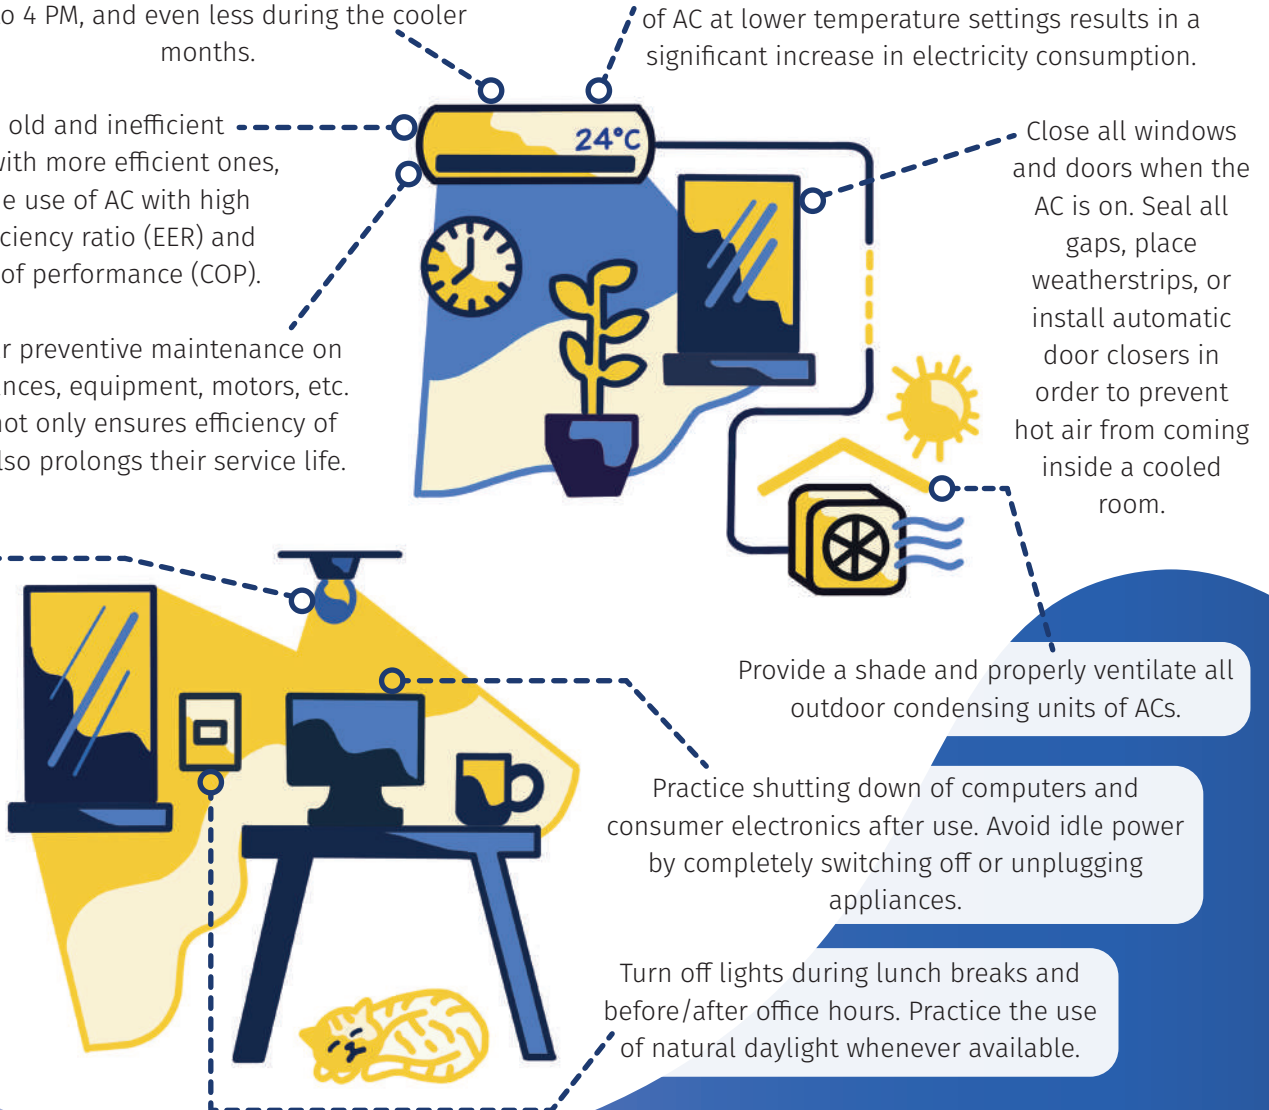 to 4 PM, and even less during the cooler
months.
of AC at lower temperature settings results in a
significant increase in electricity consumption.
24°C
old and inefficient
with more efficient ones,
use of AC with high
ratio (EER) and
of performance (COP).
preventive maintenance on
equipment, motors, etc.
not only ensures efficiency of
also prolongs their service life.
Close all windows
and doors when the
AC is on. Seal all
gaps, place
weatherstrips, or
install automatic
door closers in
order to prevent
hot air from coming
inside a cooled
room.
Provide a shade and properly ventilate all
outdoor condensing units of ACs.
Practice shutting down of computers and
consumer electronics after use. Avoid idle power
by completely switching off or unplugging
appliances.
Turn off lights during lunch breaks and
before/after office hours. Practice the use
of natural daylight whenever available.